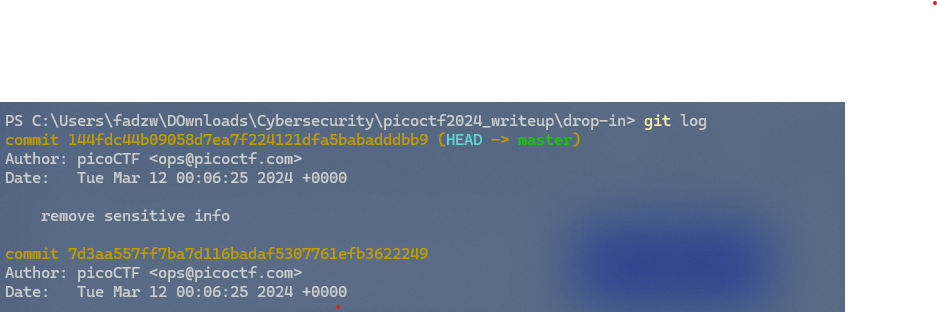 PS C:\Users\fadzw\DOwnloads\Cybersecurity\picoctf2024_writeup\drop-in> git log
commit 144fdc44b09058d7ea7f224121dfa5babadddbb9 (HEAD -> master)
Author: picoCTF <ops@picoctf.com>
Date:   Tue Mar 12 00:06:25 2024 +0000
remove sensitive info
commit 7d3aa557ff7ba7d116badaf5307761efb3622249
Author: picoCTF <ops@picoctf.com>
Date:   Tue Mar 12 00:06:25 2024 +0000